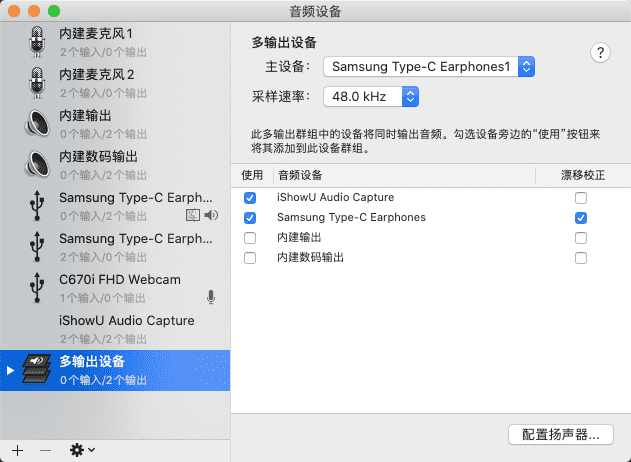 音频设备
内建麦克风1
2个输入/0个输出
内建麦克风2
2个输入/0个输出
内建输出
0个输入/2个输出
内建数码输出
0个输入/2个输出
Samsung Type-C Earph...
0个输入/2个输出
Samsung Type-C Earph...
2个输入/0个输出
C670i FHD Webcam
1个输入/0个输出
iShowU Audio Capture
2个输入/2个输出
多输出设备
0个输入/2个输出
多输出设备
?
主设备： Samsung Type-C Earphones1
采样速率： 48.0 kHz
此多输出群组中的设备将同时输出音频。勾选设备旁边的“使用”按钮来
将其添加到此设备群组。
使用 音频设备 漂移校正
iShowU Audio Capture
Samsung Type-C Earphones
内建输出
内建数码输出
配置扬声器...